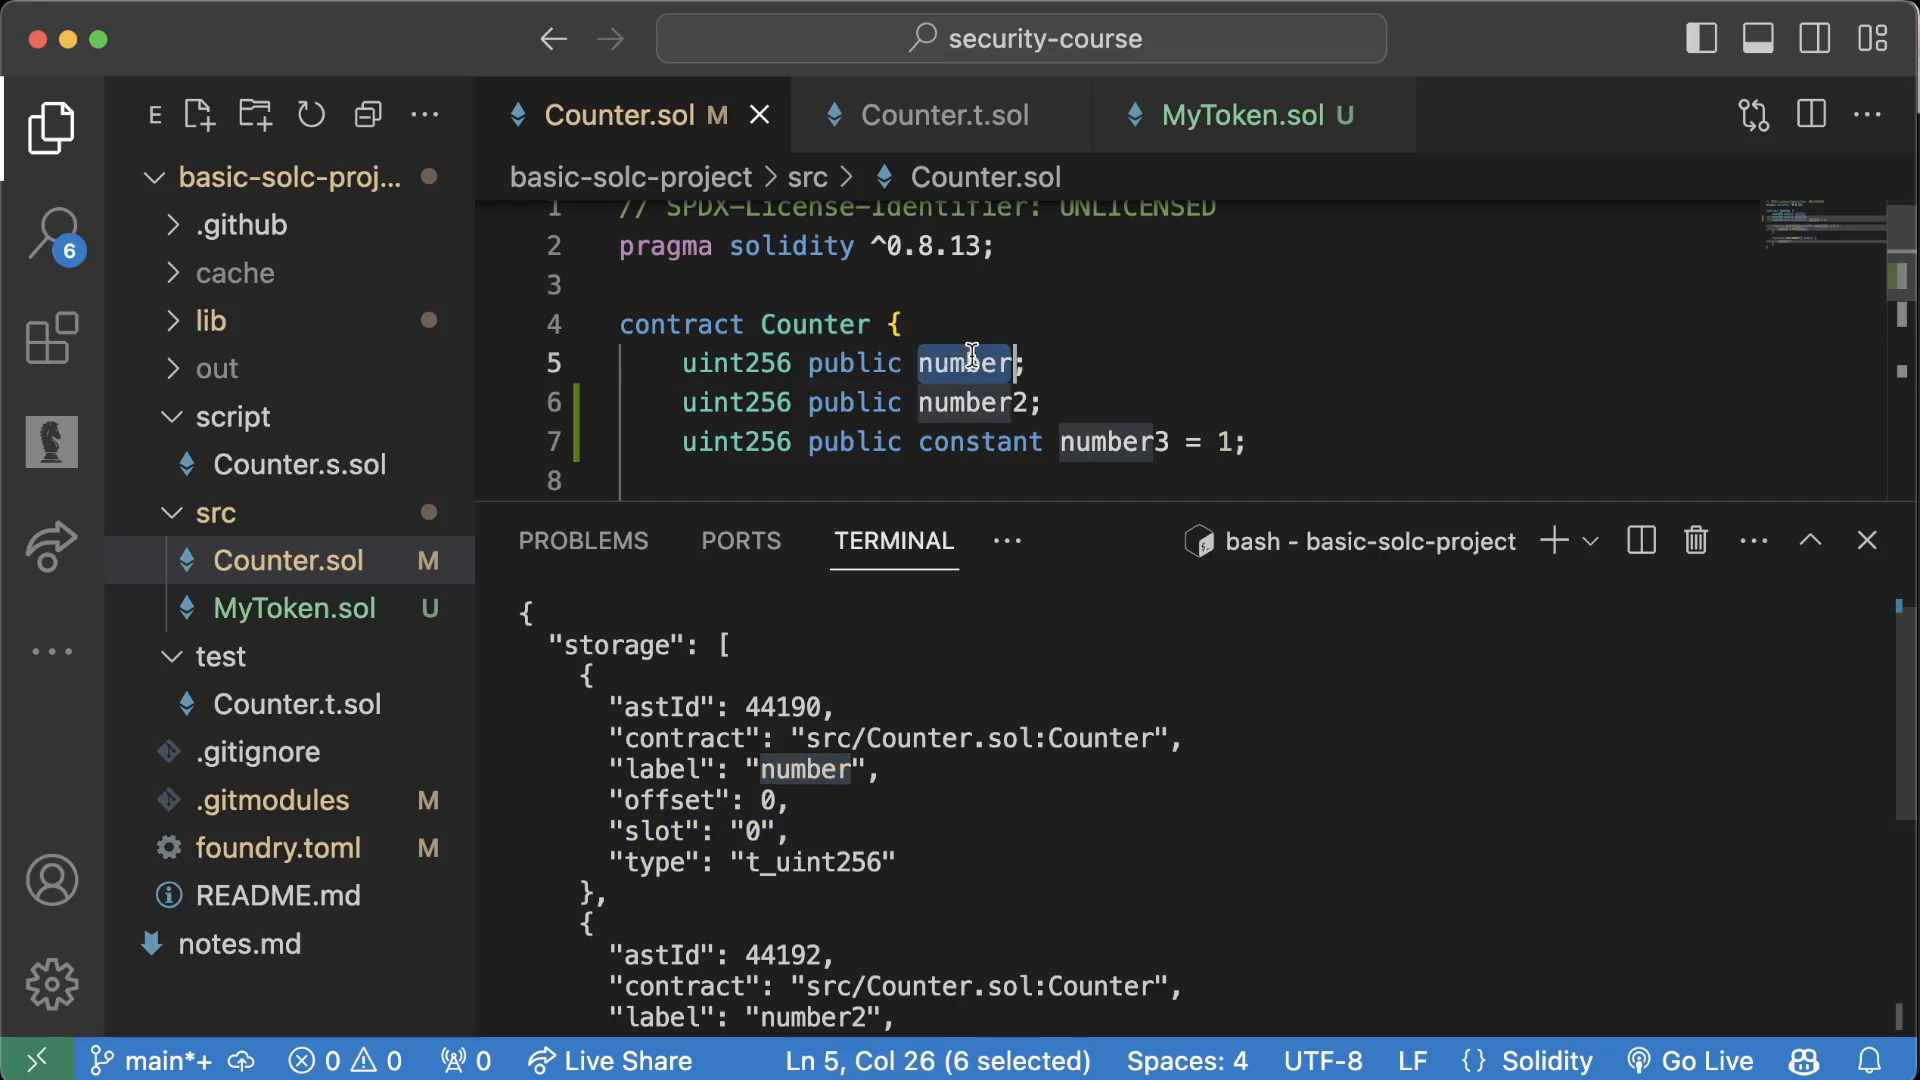 security-course
E
Counter.sol M
Counter.t.sol
MyToken.sol U
basic-solc-project > src > Counter.sol
6
basic-solc-proj...
.github
cache
lib
out
script
Counter.s.sol
src
Counter.sol M
MyToken.sol U
test
Counter.t.sol
.gitignore
.gitmodules M
foundry.toml M
README.md
notes.md
1 // SPDX-License-Identifier: UNLICENSED
2 pragma solidity ^0.8.13;
3
4 contract Counter {
5 uint256 public number;
6 uint256 public number2;
7 uint256 public constant number3 = 1;
8
PROBLEMS PORTS TERMINAL ···
bash - basic-solc-project
{
"storage": [
{
"astId": 44190,
"contract": "src/Counter.sol:Counter",
"label": "number",
"offset": 0,
"slot": "0",
"type": "t_uint256"
},
{
"astId": 44192,
"contract": "src/Counter.sol:Counter",
"label": "number2",
main*+ 0 0 0 Live Share Ln 5, Col 26 (6 selected) Spaces: 4 UTF-8 LF {} Solidity Go Live